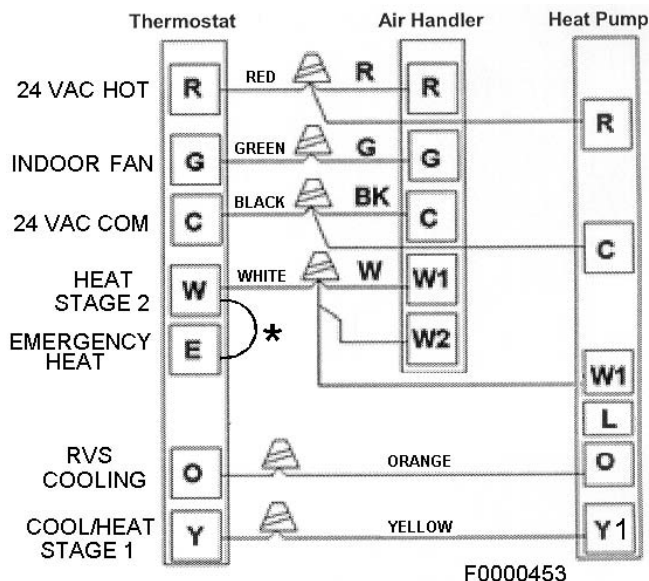 Thermostat Air Handler Heat Pump
24 VAC HOT R RED R R R
INDOOR FAN G GREEN G G
24 VAC COM C BLACK BK C C
HEAT
STAGE 2 W WHITE W W1
*
EMERGENCY
HEAT E W2
W1
L
RVS
COOLING O ORANGE O
COOL/HEAT
STAGE 1 Y YELLOW Y1
F0000453